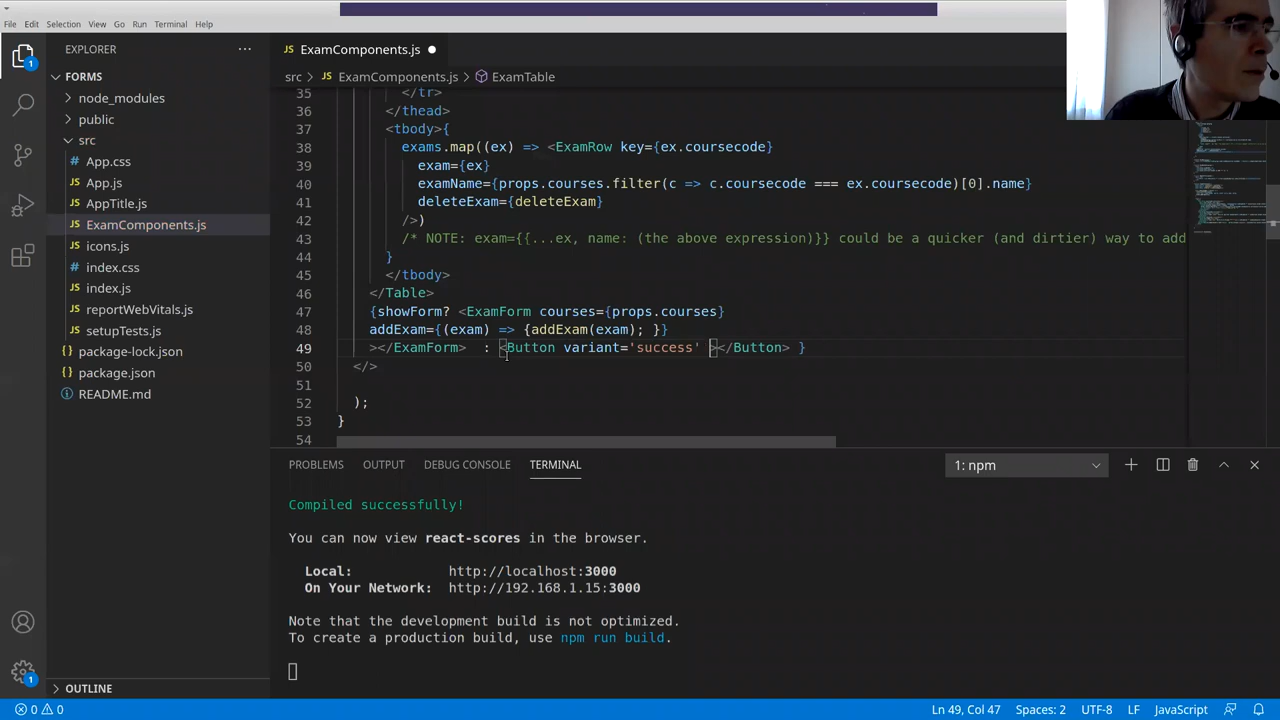 File Edit Selection View Go Run Terminal Help
EXPLORER
FORMS
node_modules
public
src
App.css
App.js
AppTitle.js
ExamComponents.js
icons.js
index.css
index.js
reportWebVitals.js
setupTests.js
package-lock.json
package.json
README.md
OUTLINE
ExamComponents.js
src > ExamComponents.js > ExamTable
35 </tr>
36 </thead>
37 <tbody>{
38 exams.map((ex) => <ExamRow key={ex.coursecode}
39 exam={ex}
40 examName={props.courses.filter(c => c.coursecode === ex.coursecode)[0].name}
41 deleteExam={deleteExam}
42 />)
43 /* NOTE: exam={{...ex, name: (the above expression)}} could be a quicker (and dirtier) way to add
44 }
45 </tbody>
46 </Table>
47 {showForm? <ExamForm courses={props.courses}
48 addExam={(exam) => {addExam(exam); }}
49 ></ExamForm> : <Button variant='success' ></Button> }
50 </>
51
52 );
53 }
54
PROBLEMS OUTPUT DEBUG CONSOLE TERMINAL 1: npm
Compiled successfully!
You can now view react-scores in the browser.
Local: http://localhost:3000
On Your Network: http://192.168.1.15:3000
Note that the development build is not optimized.
To create a production build, use npm run build.
0 0 Ln 49, Col 47 Spaces: 2 UTF-8 LF JavaScript